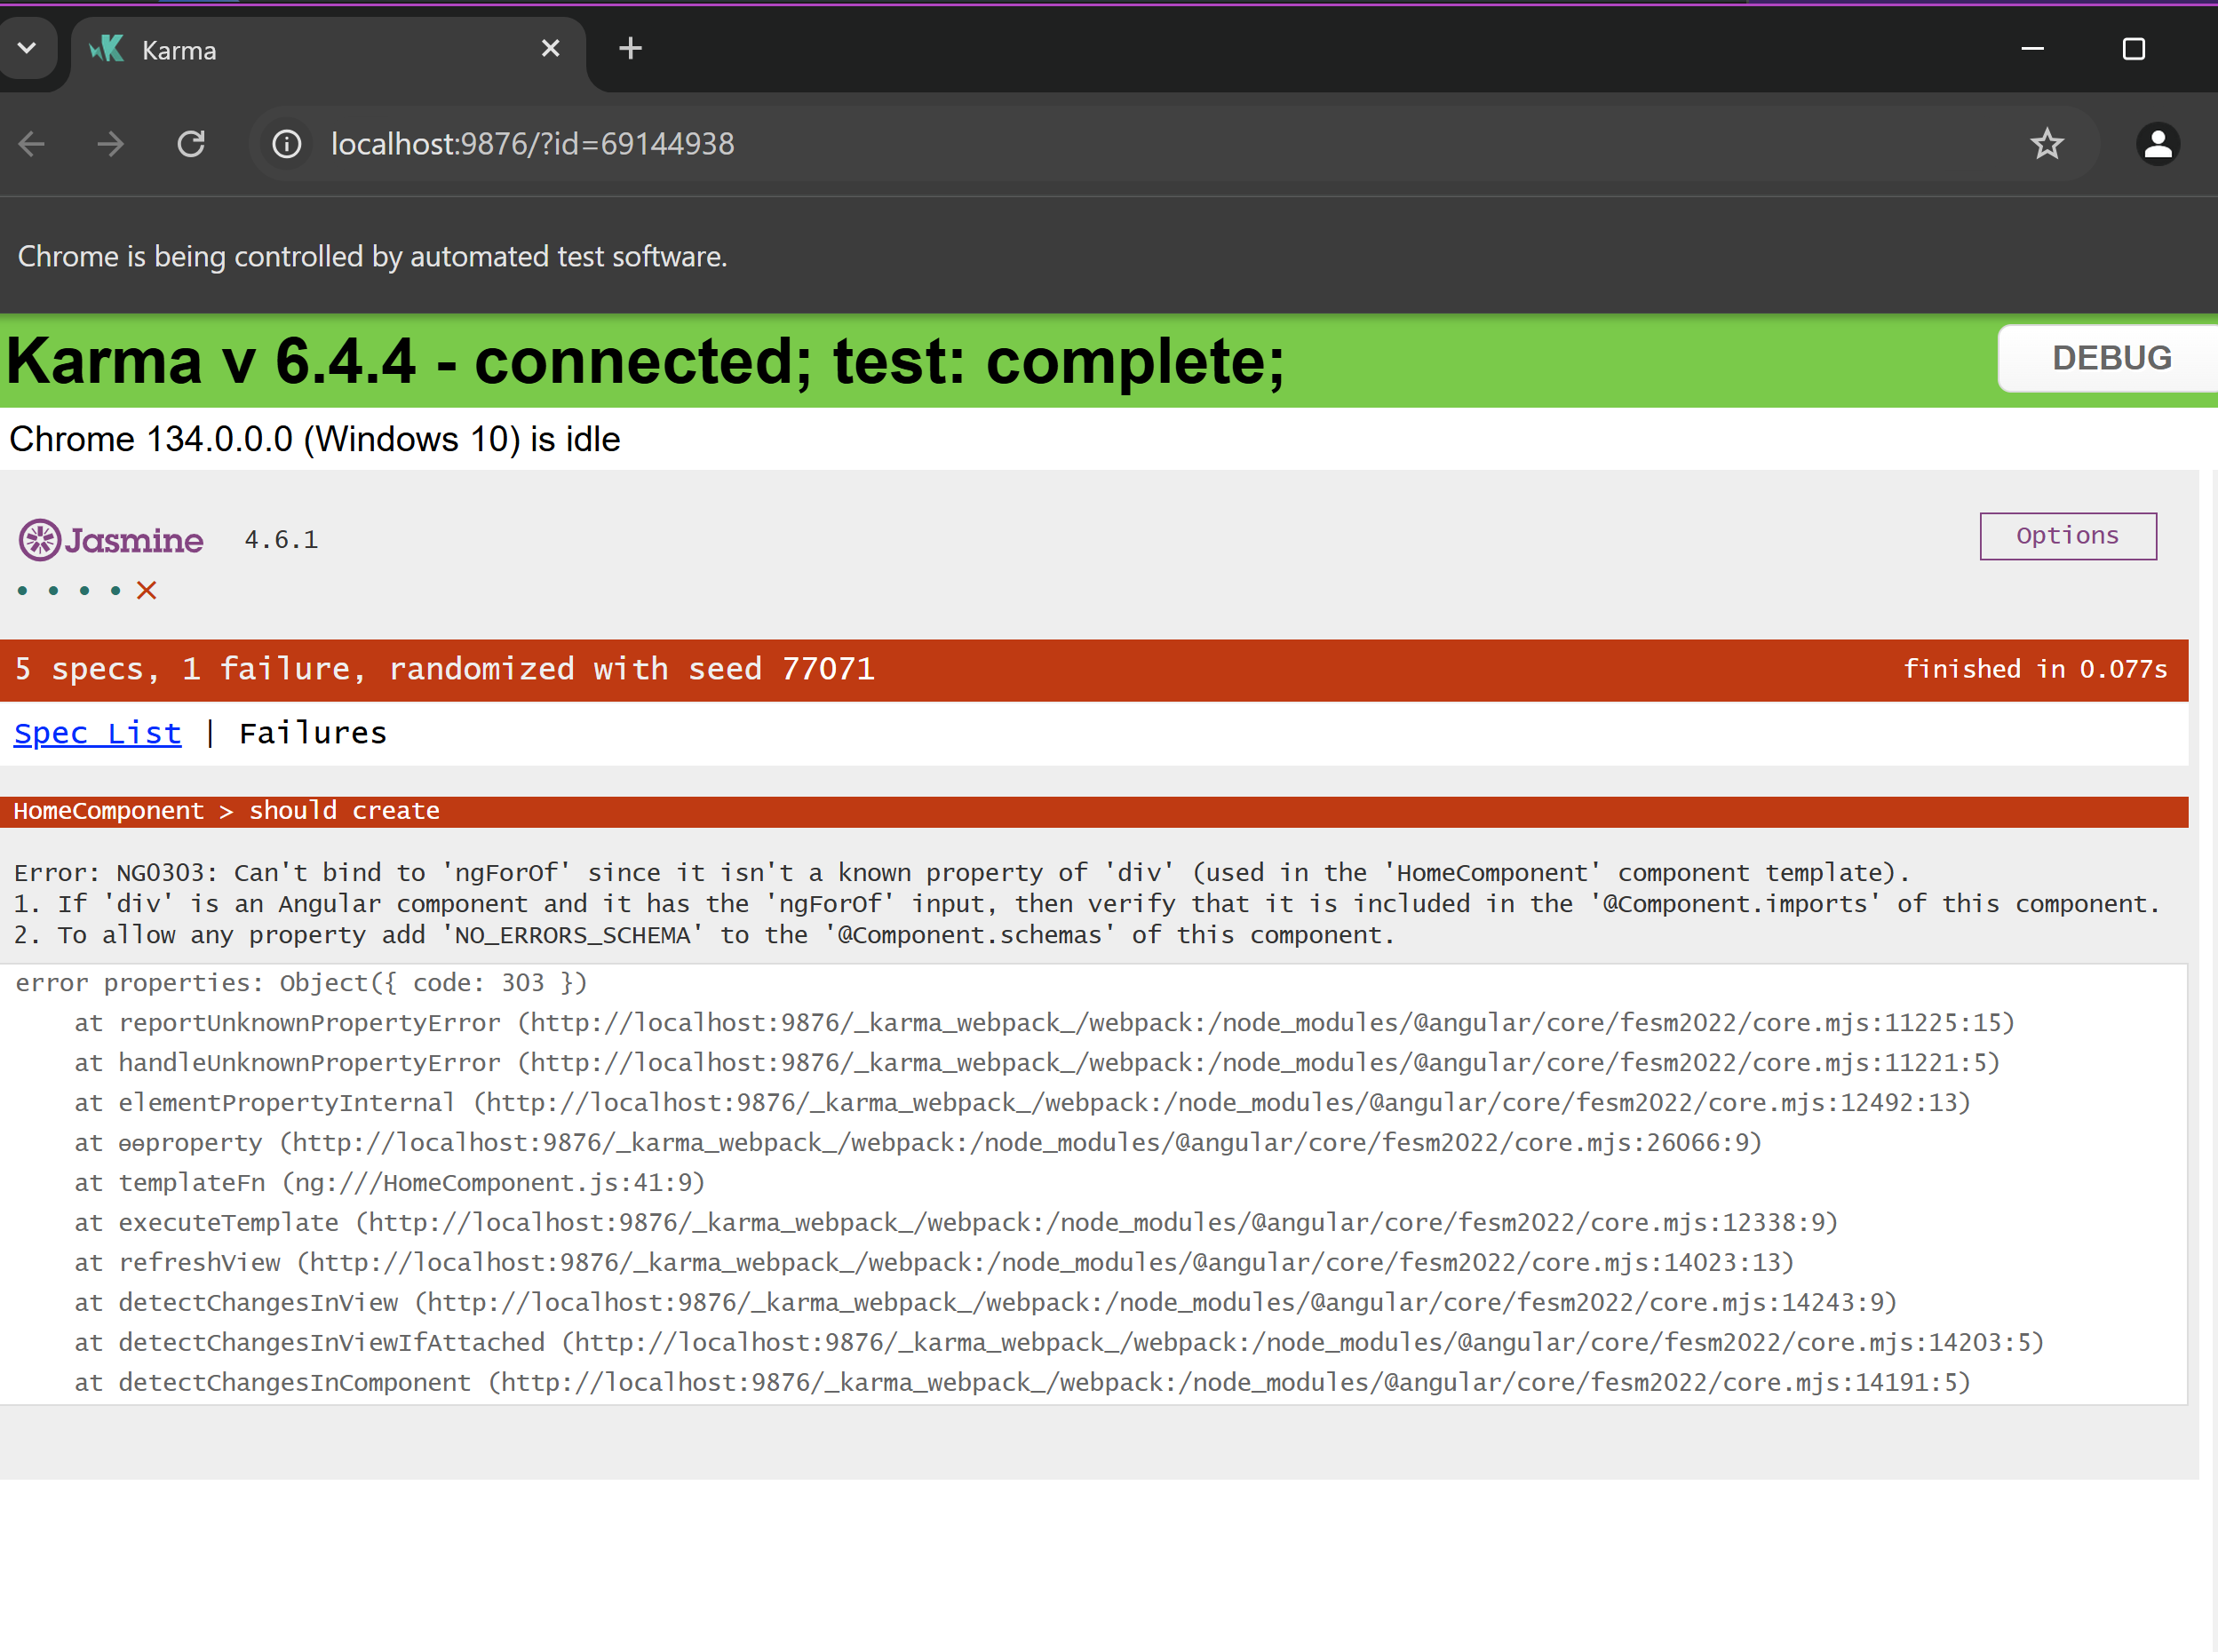 Karma
localhost:9876/?id=69144938
Chrome is being controlled by automated test software.
Karma v 6.4.4 - connected; test: complete;
DEBUG
Chrome 134.0.0.0 (Windows 10) is idle
Jasmine 4.6.1
Options
5 specs, 1 failure, randomized with seed 77071
finished in 0.077s
Spec List | Failures
HomeComponent > should create
Error: NG0303: Can't bind to 'ngForOf' since it isn't a known property of 'div' (used in the 'HomeComponent' component template).
1. If 'div' is an Angular component and it has the 'ngForOf' input, then verify that it is included in the '@Component.imports' of this component.
2. To allow any property add 'NO_ERRORS_SCHEMA' to the '@Component.schemas' of this component.
error properties: Object({ code: 303 })
at reportUnknownPropertyError (http://localhost:9876/_karma_webpack_/webpack:/node_modules/@angular/core/fesm2022/core.mjs:11225:15)
at handleUnknownPropertyError (http://localhost:9876/_karma_webpack_/webpack:/node_modules/@angular/core/fesm2022/core.mjs:11221:5)
at elementPropertyInternal (http://localhost:9876/_karma_webpack_/webpack:/node_modules/@angular/core/fesm2022/core.mjs:12492:13)
at ɵɵproperty (http://localhost:9876/_karma_webpack_/webpack:/node_modules/@angular/core/fesm2022/core.mjs:26066:9)
at templateFn (ng:///HomeComponent.js:41:9)
at executeTemplate (http://localhost:9876/_karma_webpack_/webpack:/node_modules/@angular/core/fesm2022/core.mjs:12338:9)
at refreshView (http://localhost:9876/_karma_webpack_/webpack:/node_modules/@angular/core/fesm2022/core.mjs:14023:13)
at detectChangesInView (http://localhost:9876/_karma_webpack_/webpack:/node_modules/@angular/core/fesm2022/core.mjs:14243:9)
at detectChangesInViewIfAttached (http://localhost:9876/_karma_webpack_/webpack:/node_modules/@angular/core/fesm2022/core.mjs:14203:5)
at detectChangesInComponent (http://localhost:9876/_karma_webpack_/webpack:/node_modules/@angular/core/fesm2022/core.mjs:14191:5)